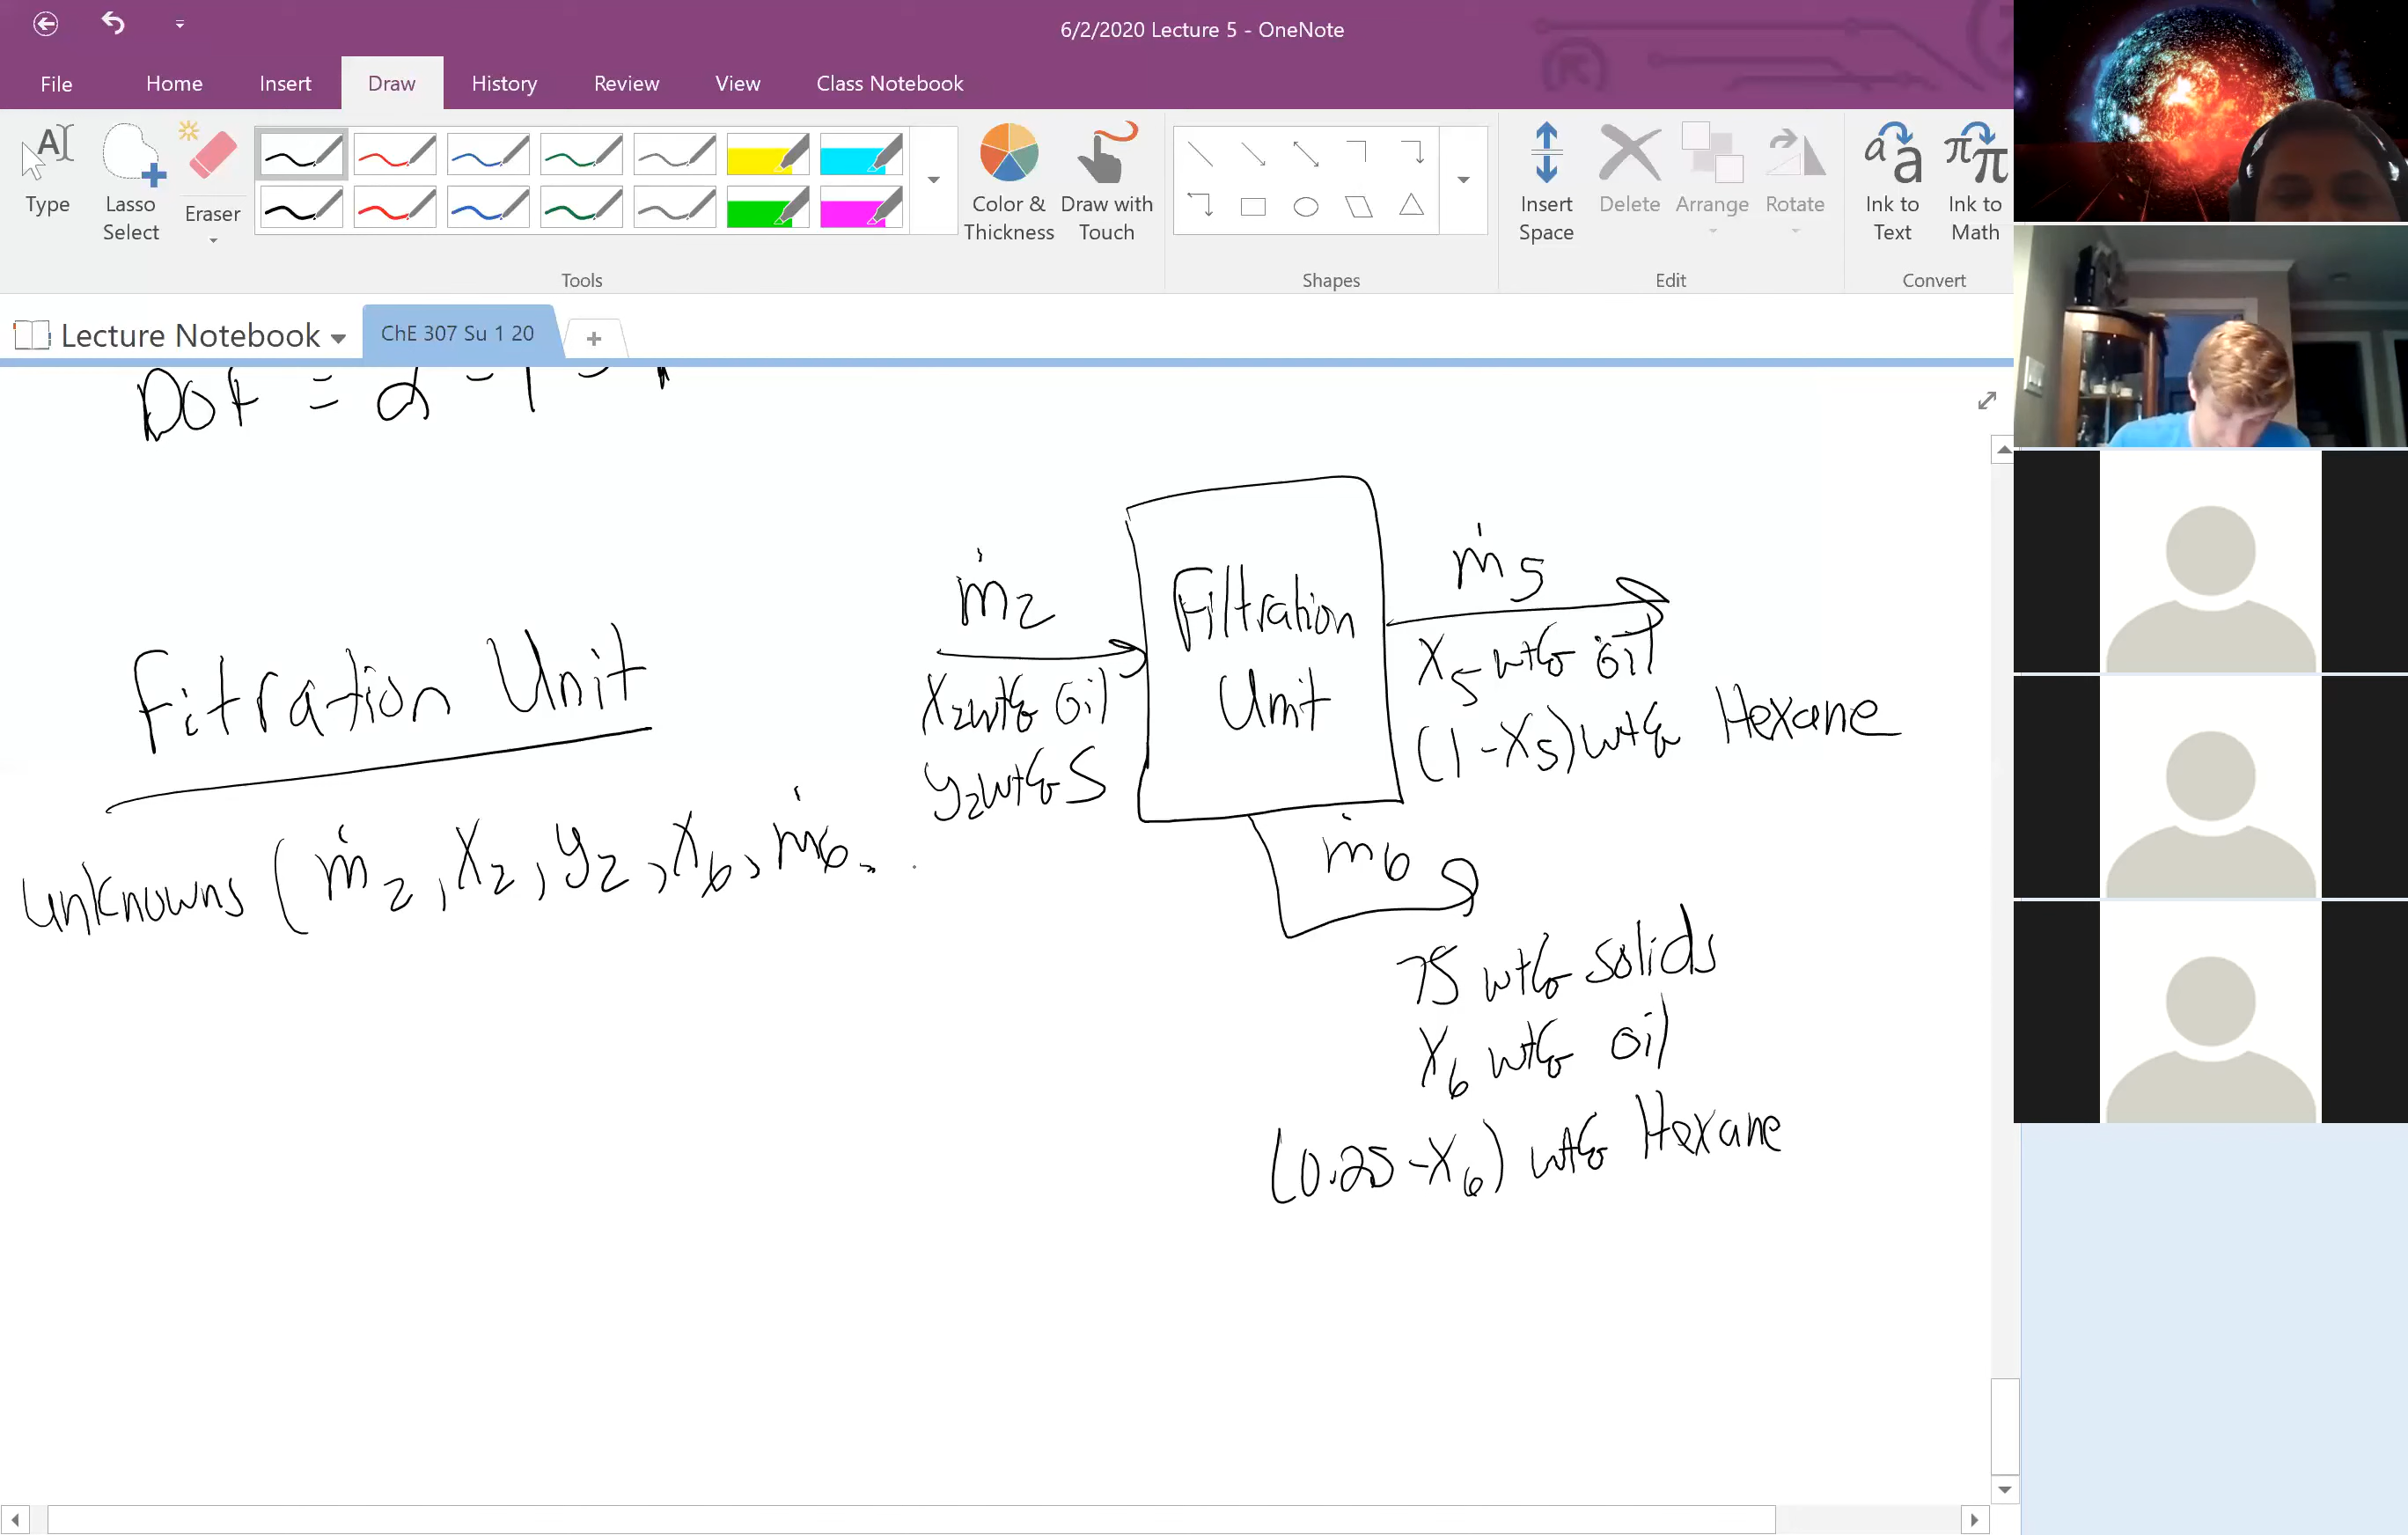 6/2/2020 Lecture 5 - OneNote
File Home Insert Draw History Review View Class Notebook
Type
Lasso Select
Eraser
Color & Thickness
Draw with Touch
Insert Space
Delete
Arrange
Rotate
Ink to Text
Ink to Math
Tools
Shapes
Edit
Convert
Lecture Notebook
ChE 307 Su 1 20
DOF = 2 - 1 = 1
Fitration Unit
Unknowns (ṁ2, X2, y2, X6, ṁ6,
ṁ2
X2 wt% Oil
y2 wt% S
Filtration
Unit
ṁ5
X5 wt% oil
(1-X5) wt% Hexane
ṁ6
75 wt% solids
X6 wt% oil
(0.25-X6) wt% Hexane